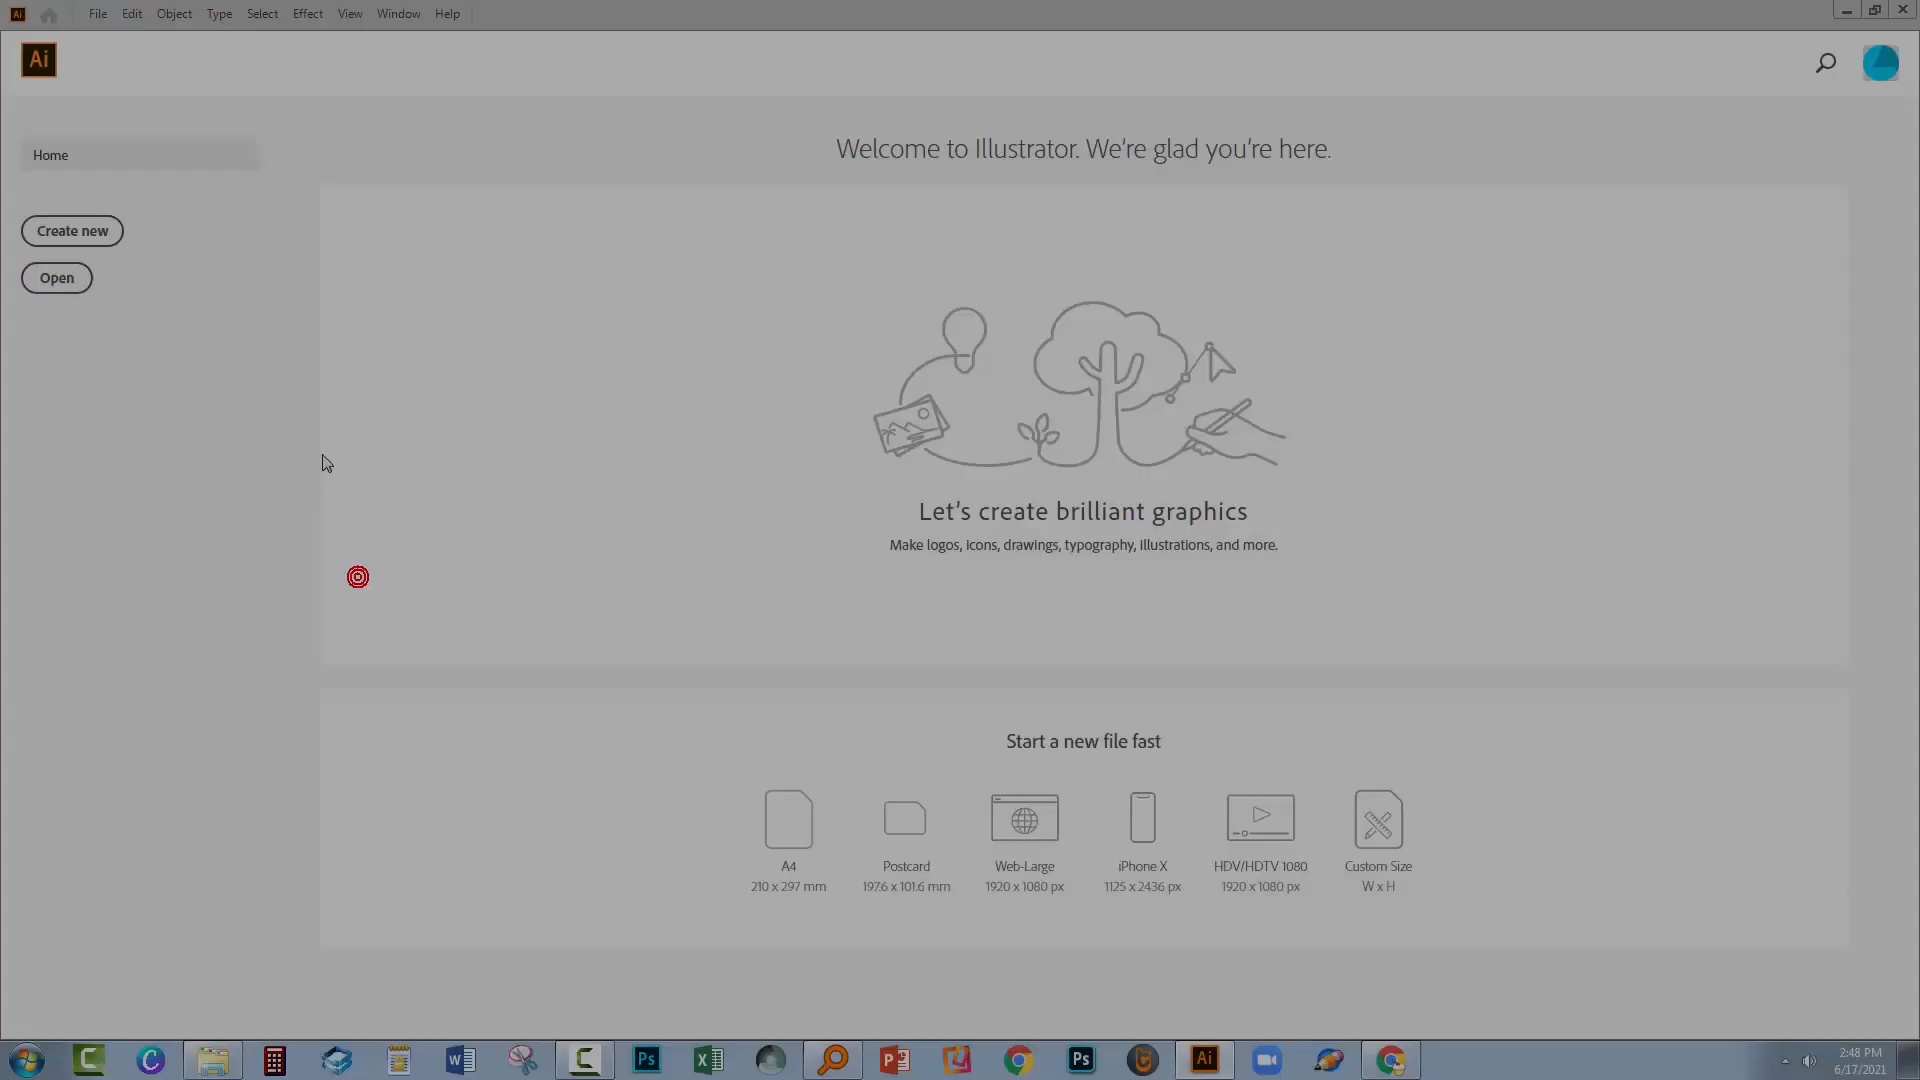 Ai File Edit Object Type Select Effect View Window Help
Ai
Home
Create new
Open
Welcome to Illustrator. We're glad you're here.
Let's create brilliant graphics
Make logos, icons, drawings, typography, illustrations, and more.
Start a new file fast
A4 Postcard Web-Large iPhone X HDV/HDTV 1080 Custom Size
210 x 297 mm 197.6 x 101.6 mm 1920 x 1080 px 1125 x 2436 px 1920 x 1080 px W x H
C C W C Ps X P Ps Ai
2:48 PM
6/17/2021